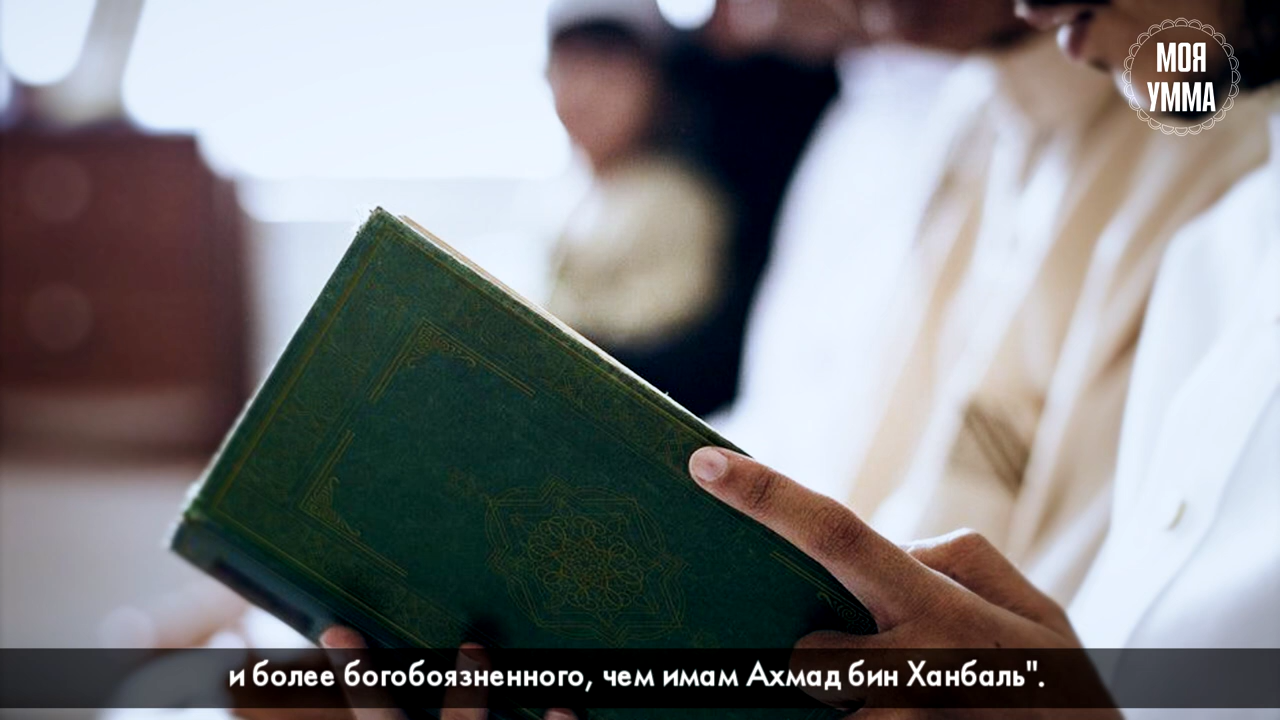 МОЯ
УММА
и более богобоязненного, чем имам Ахмад бин Ханбаль".